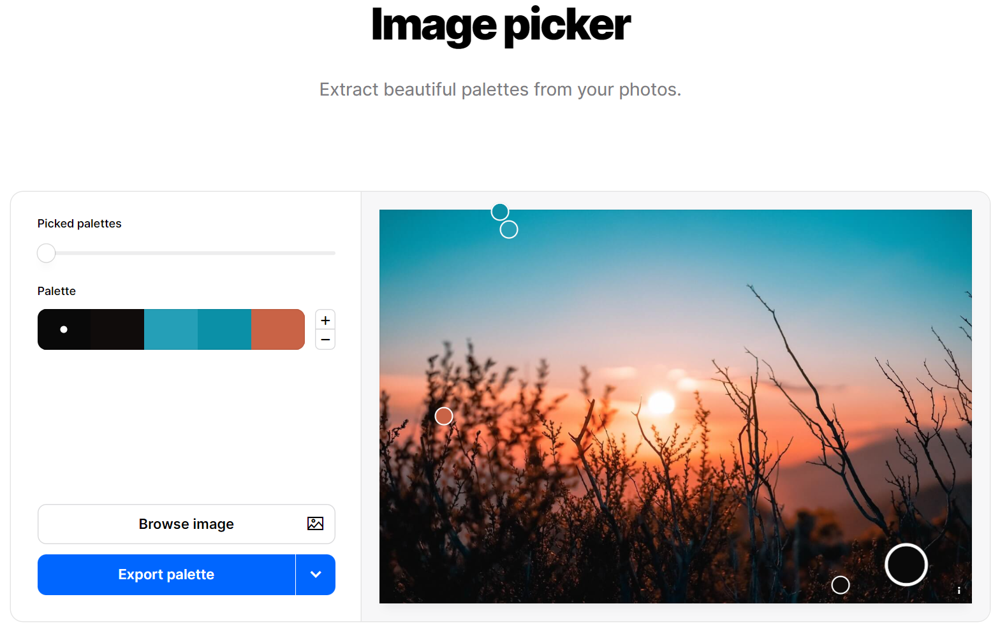 Image picker
Extract beautiful palettes from your photos.
Picked palettes
Palette
+
−
Browse image
Export palette
i